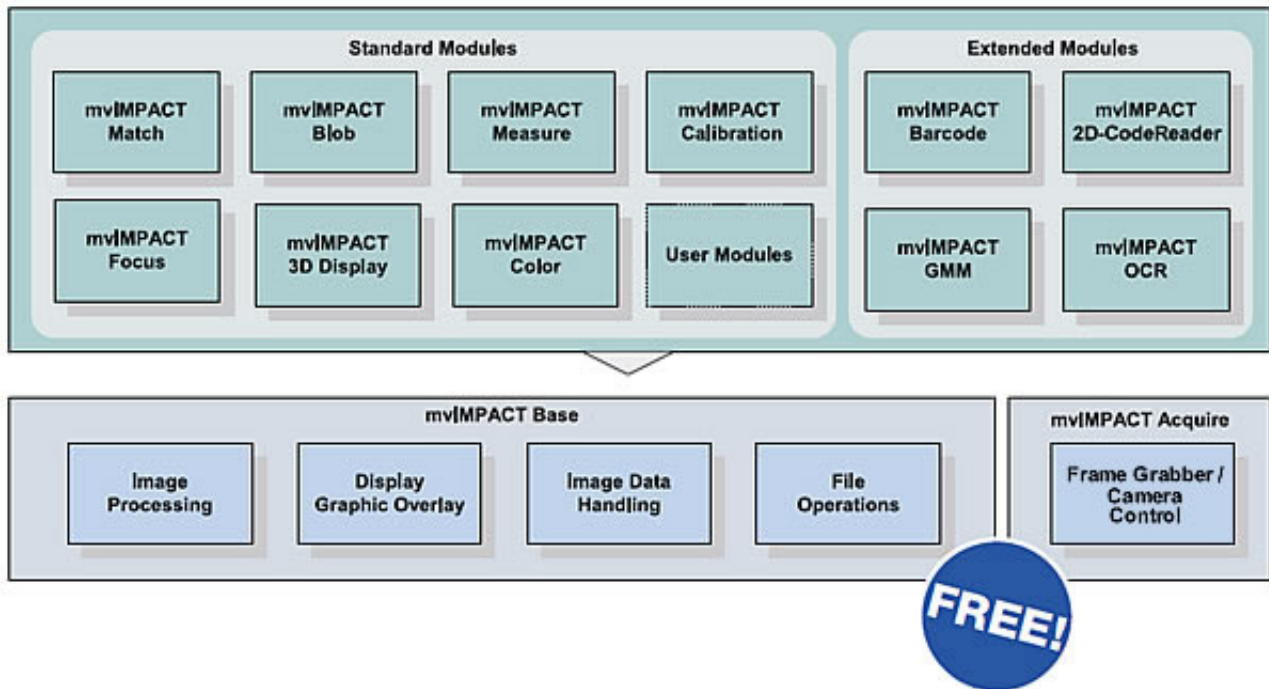 Standard Modules
mvIMPACT
Match
mvIMPACT
Blob
mvIMPACT
Measure
mvIMPACT
Calibration
mvIMPACT
Focus
mvIMPACT
3D Display
mvIMPACT
Color
User Modules
Extended Modules
mvIMPACT
Barcode
mvIMPACT
2D-CodeReader
mvIMPACT
GMM
mvIMPACT
OCR
mvIMPACT Base
Image
Processing
Display
Graphic Overlay
Image Data
Handling
File
Operations
mvIMPACT Acquire
Frame Grabber /
Camera
Control
FREE!